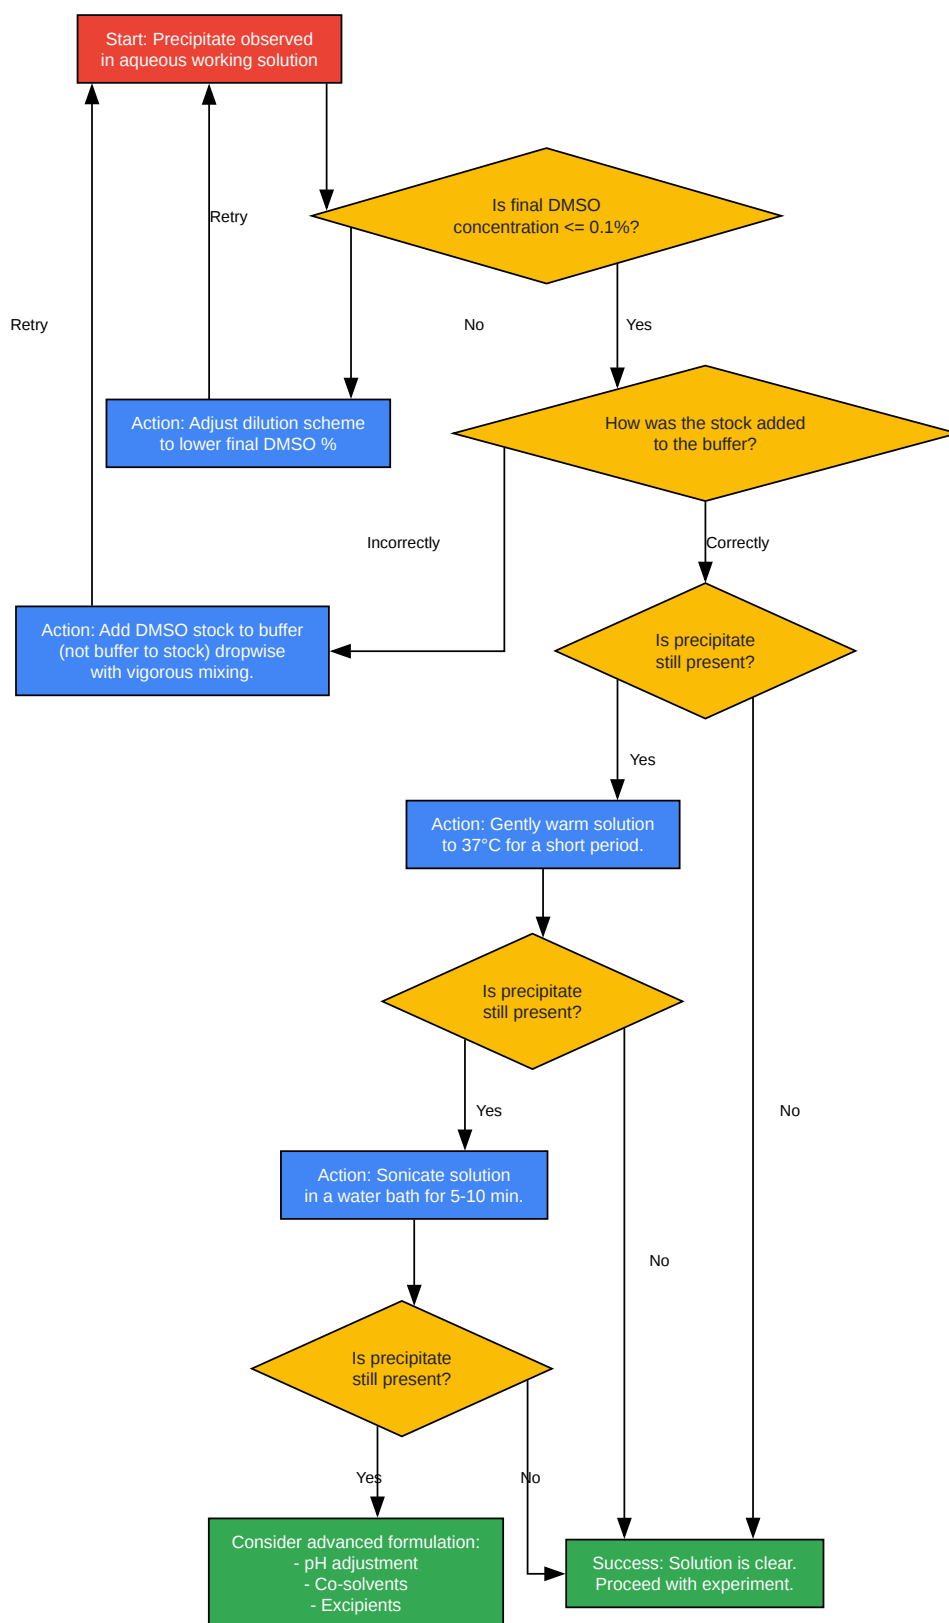 Start: Precipitate observed
in aqueous working solution
Is final DMSO
concentration <= 0.1%?
Retry
Retry
No
Yes
Action: Adjust dilution scheme
to lower final DMSO %
How was the stock added
to the buffer?
Incorrectly
Correctly
Action: Add DMSO stock to buffer
(not buffer to stock) dropwise
with vigorous mixing.
Is precipitate
still present?
Yes
Action: Gently warm solution
to 37°C for a short period.
Is precipitate
still present?
Yes
No
Action: Sonicate solution
in a water bath for 5-10 min.
No
Is precipitate
still present?
Yes
No
Consider advanced formulation:
- pH adjustment
- Co-solvents
- Excipients
Success: Solution is clear.
Proceed with experiment.